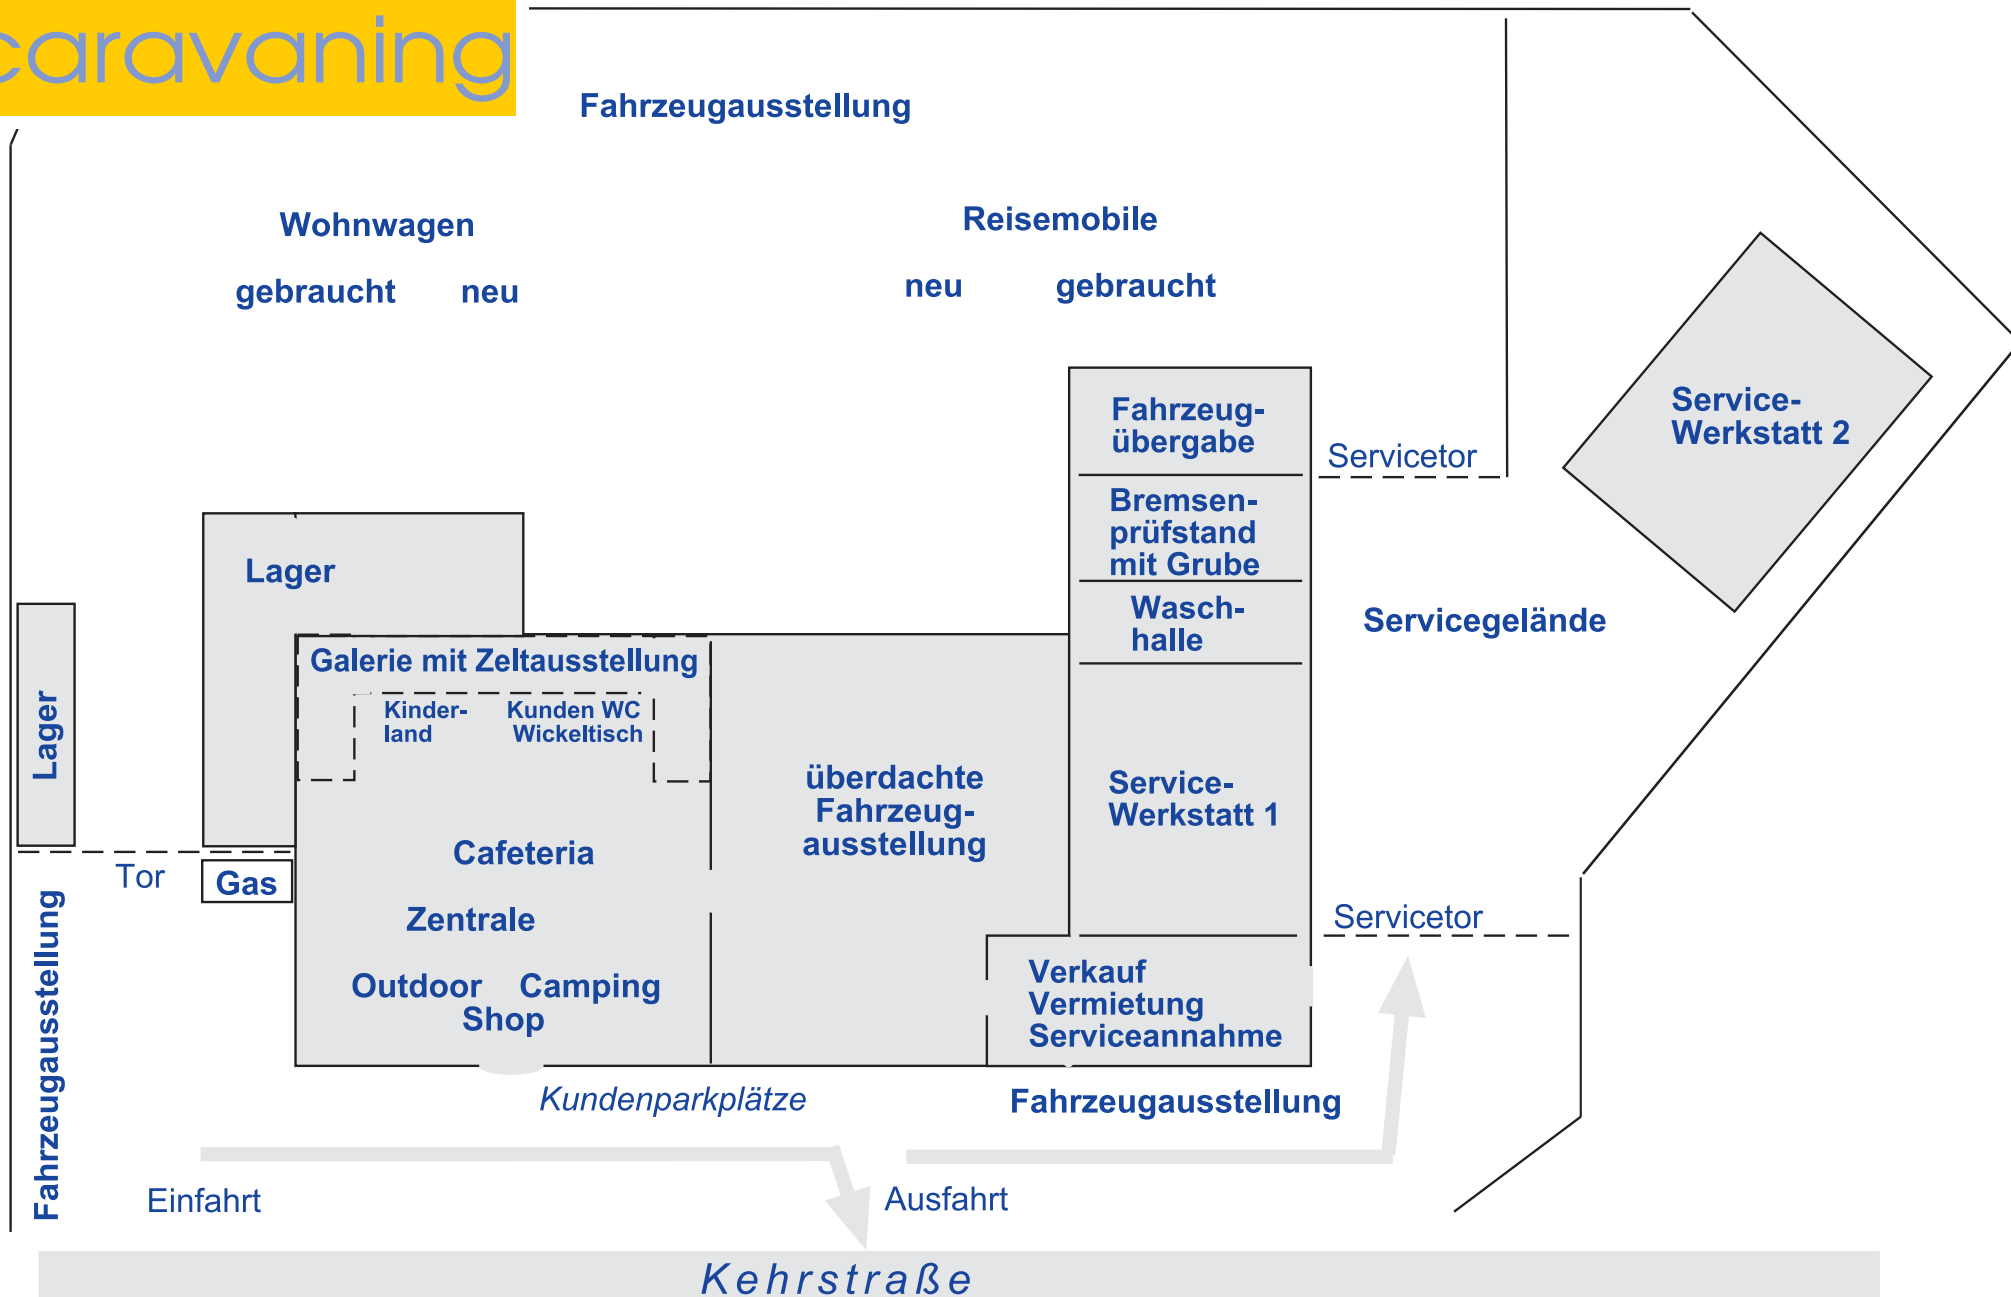 caravaning
Fahrzeugausstellung
Wohnwagen
gebraucht neu
Reisemobile
neu gebraucht
Fahrzeug-
übergabe
Bremsen-
prüfstand
mit Grube
Wasch-
halle
Service-
Werkstatt 1
Servicetor
Service-
Werkstatt 2
Servicegelände
Servicetor
Lager
Lager
Galerie mit Zeltausstellung
Kinder-
land
Kunden WC
Wickeltisch
überdachte
Fahrzeug-
ausstellung
Cafeteria
Zentrale
Outdoor Camping
Shop
Tor
Gas
Verkauf
Vermietung
Serviceannahme
Fahrzeugausstellung
Kundenparkplätze
Fahrzeugausstellung
Einfahrt
Ausfahrt
Kehrstraße